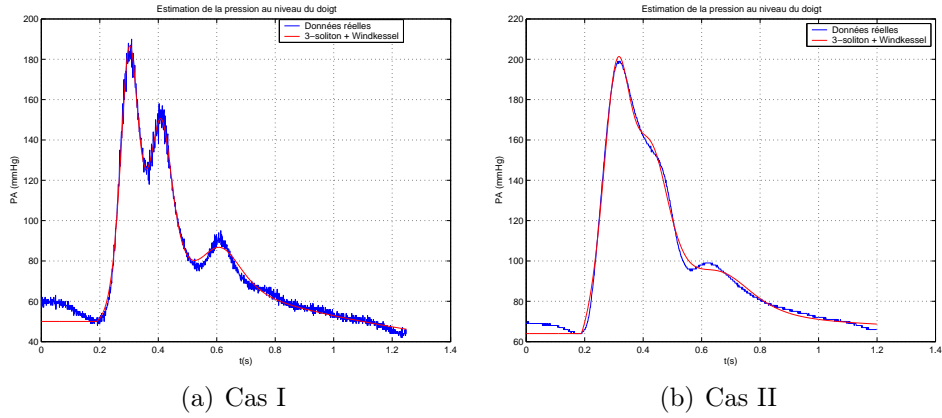 Estimation de la pression au niveau du doigt
Données réelles
3-soliton + Windkessel
PA (mmHg)
200
180
160
140
120
100
80
60
40
0
0.2
0.4
0.6
0.8
1
1.2
1.4
t(s)
(a) Cas I
Estimation de la pression au niveau du doigt
Données réelles
3-soliton + Windkessel
PA (mmHg)
220
200
180
160
140
120
100
80
60
40
0
0.2
0.4
0.6
0.8
1
1.2
1.4
t(s)
(b) Cas II